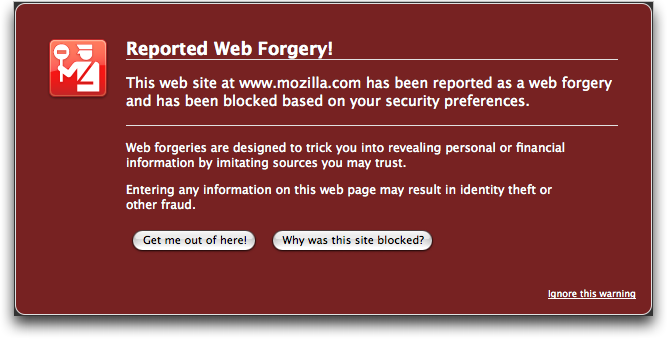 Reported Web Forgery!
This web site at www.mozilla.com has been reported as a web forgery
and has been blocked based on your security preferences.
Web forgeries are designed to trick you into revealing personal or financial
information by imitating sources you may trust.
Entering any information on this web page may result in identity theft or
other fraud.
Get me out of here! Why was this site blocked?
Ignore this warning